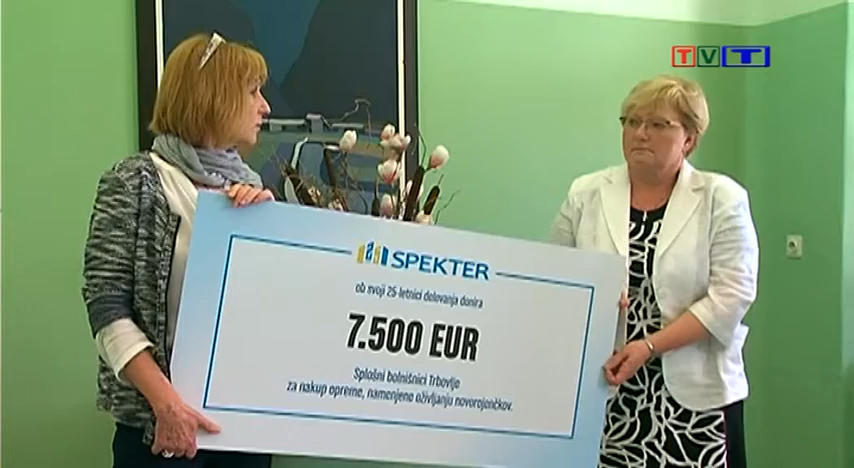 TVT
SPEKTER
ob svoji 25-letnici delovanja donira
7.500 EUR
Splošni bolnišnici Trbovlje
za nakup opreme, namenjene oživljanju novorojenčkov.